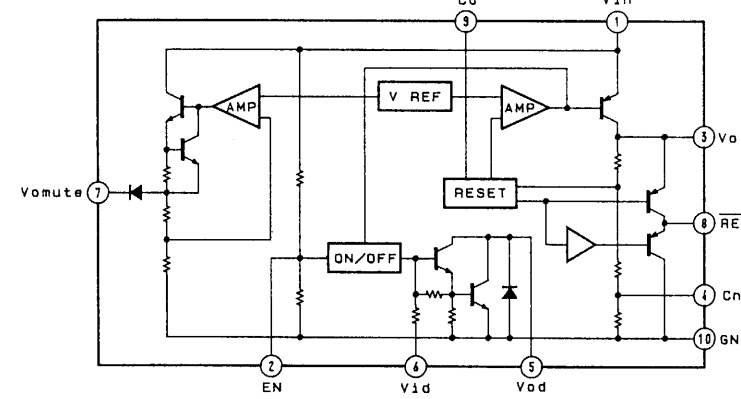 9
1
AMP
V REF
AMP
3 Vo
Vomute 7
RESET
8 RE
ON/OFF
4 Cn
10 GN
2
6
5
EN
Vid
Vod